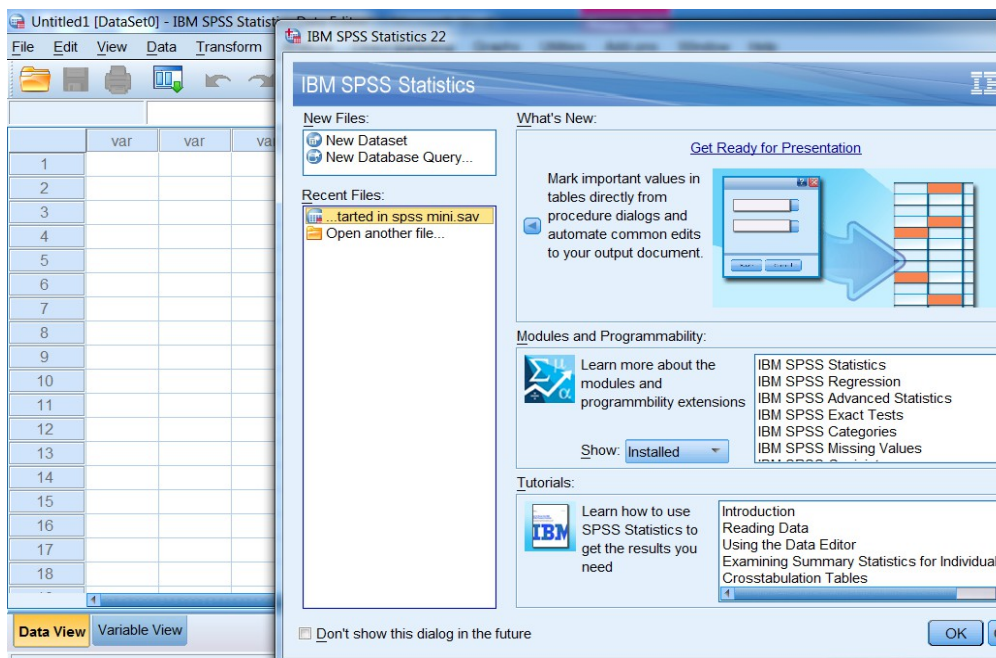 Untitled1 [DataSet0] - IBM SPSS Statistics Data Editor
File Edit View Data Transform
var var va
1
2
3
4
5
6
7
8
9
10
11
12
13
14
15
16
17
18
Data View Variable View
IBM SPSS Statistics 22
IBM SPSS Statistics
New Files:
New Dataset
New Database Query...
Recent Files:
...tarted in spss mini.sav
Open another file...
What's New:
Get Ready for Presentation
Mark important values in
tables directly from
procedure dialogs and
automate common edits
to your output document.
Modules and Programmability:
Learn more about the
modules and
programmbility extensions
Show: Installed
IBM SPSS Statistics
IBM SPSS Regression
IBM SPSS Advanced Statistics
IBM SPSS Exact Tests
IBM SPSS Categories
IBM SPSS Missing Values
Tutorials:
IBM
Learn how to use
SPSS Statistics to
get the results you
need
Introduction
Reading Data
Using the Data Editor
Examining Summary Statistics for Individual
Crosstabulation Tables
Don't show this dialog in the future
OK